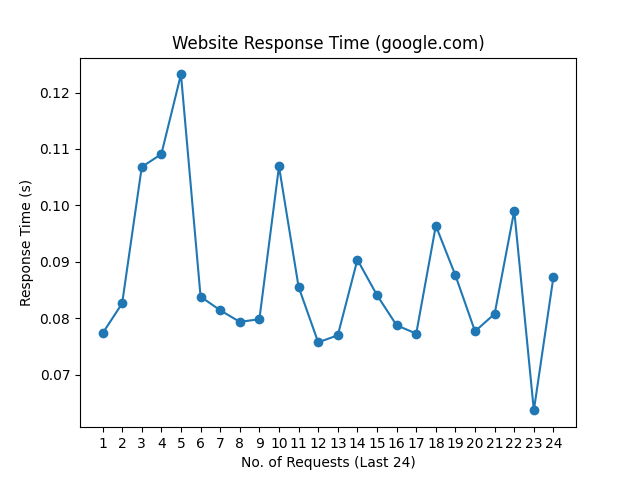 Website Response Time (google.com)
0.12
0.11
0.10
0.09
0.08
0.07
Response Time (s)
1 2 3 4 5 6 7 8 9 10 11 12 13 14 15 16 17 18 19 20 21 22 23 24
No. of Requests (Last 24)